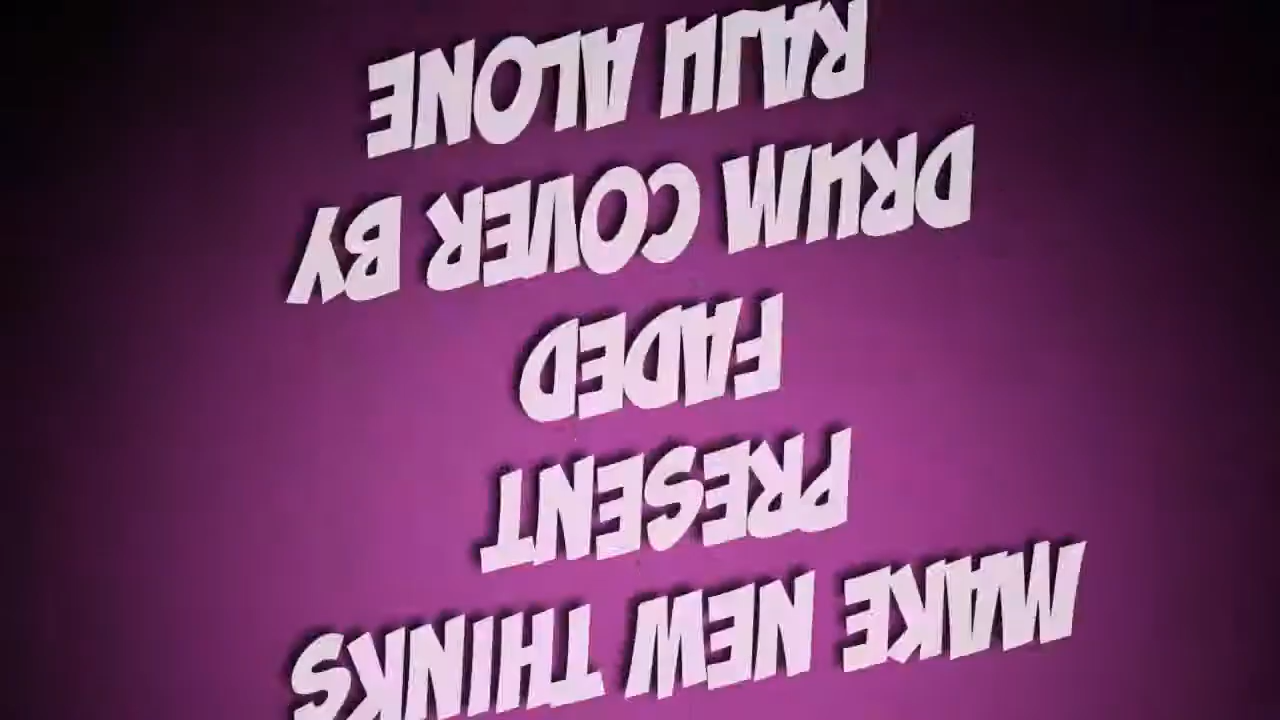 MAKE NEW THINKS
PRESENT
FADED
DRUM COVER BY
RAJU ALONE